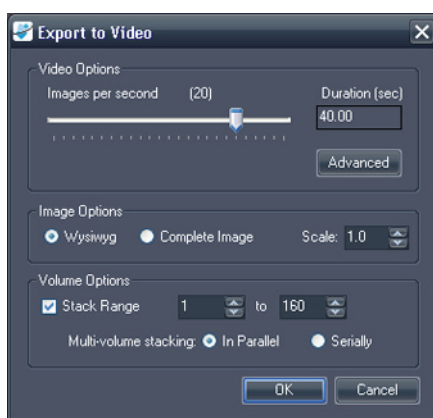 Export to Video
Video Options
Images per second (20) Duration (sec)
40.00
Advanced
Image Options
Wysiwyg Complete Image Scale: 1.0
Volume Options
Stack Range 1 to 160
Multi-volume stacking: In Parallel Serially
OK Cancel